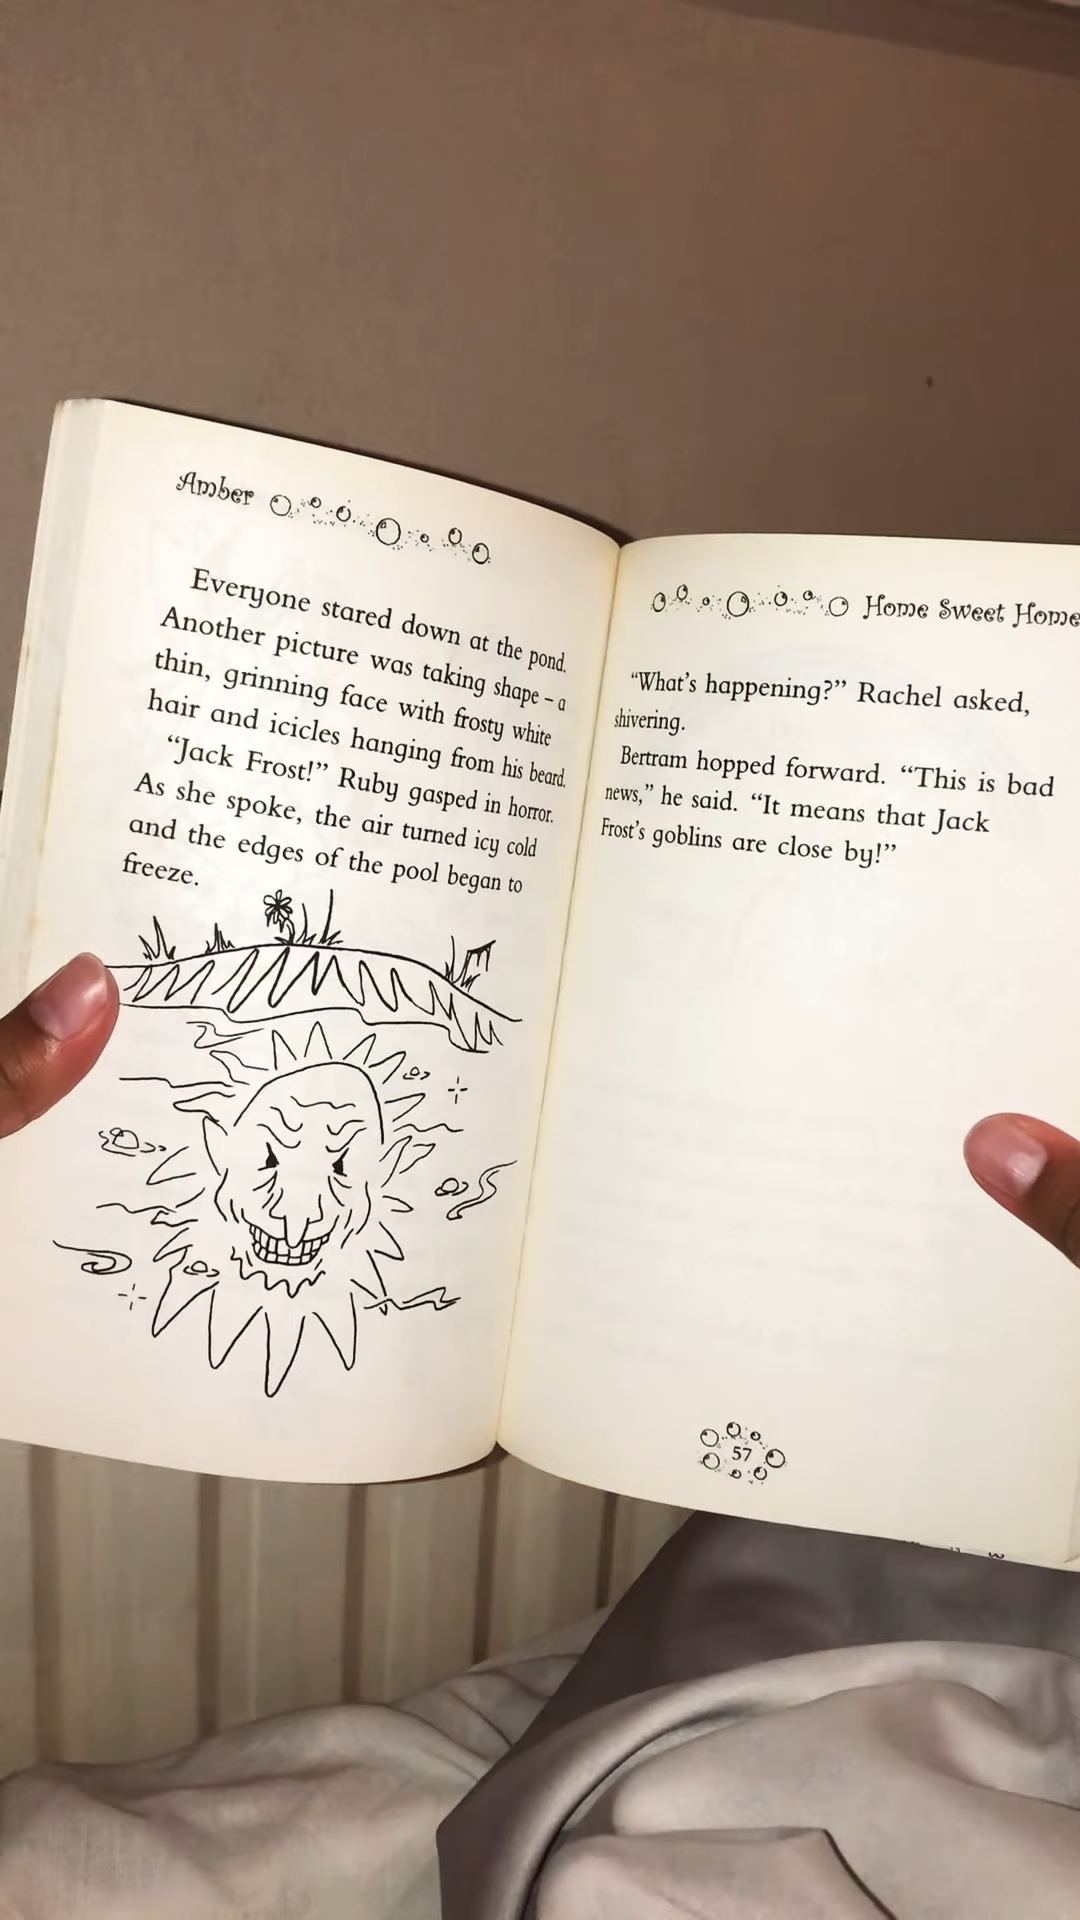 Amber
Everyone stared down at the pond.
Another picture was taking shape – a
thin, grinning face with frosty white
hair and icicles hanging from his beard.
“Jack Frost!” Ruby gasped in horror.
As she spoke, the air turned icy cold
and the edges of the pool began to
freeze.
Home Sweet Home
“What’s happening?” Rachel asked,
shivering.
Bertram hopped forward. “This is bad
news,” he said. “It means that Jack
Frost’s goblins are close by!”
57